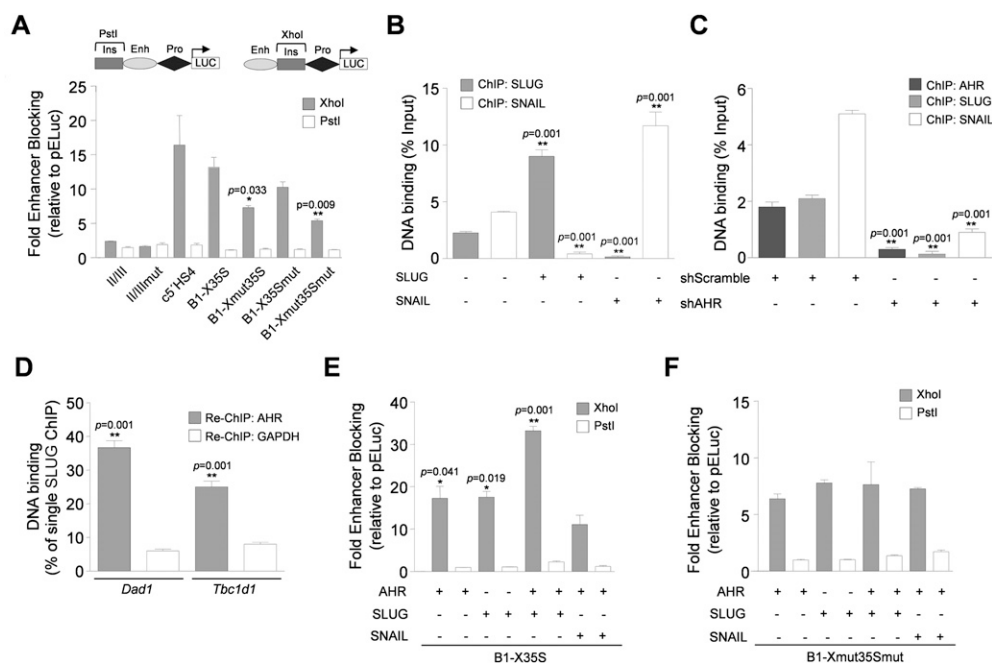 A
PstI
Ins Enh Pro
LUC
XhoI
Enh Ins Pro
LUC
Fold Enhancer Blocking
(relative to pELuc)
25
20
15
10
5
0
XhoI
PstI
p=0.033
*
p=0.009
**
II/III
II/IIImut
c5´HS4
B1-X35S
B1-Xmut35S
B1-X35Smut
B1-Xmut35Smut
B
DNA binding (% Input)
15
10
5
0
ChIP: SLUG
ChIP: SNAIL
p=0.001
**
p=0.001
**
p=0.001
**
p=0.001
**
SLUG - - + + - -
SNAIL - - - - + +
C
DNA binding (% Input)
6
4
2
0
ChIP: AHR
ChIP: SLUG
ChIP: SNAIL
p=0.001
**
p=0.001
**
p=0.001
**
shScramble + + + - - -
shAHR - - - + + +
D
DNA binding
(% of single SLUG ChIP)
50
40
30
20
10
0
Re-ChIP: AHR
Re-ChIP: GAPDH
p=0.001
**
p=0.001
**
Dad1 Tbc1d1
E
Fold Enhancer Blocking
(relative to pELuc)
40
30
20
10
0
XhoI
PstI
p=0.041
*
p=0.019
*
p=0.001
**
AHR + + - - + + + +
SLUG - - + + + + - -
SNAIL - - - - - - + +
B1-X35S
F
Fold Enhancer Blocking
(relative to pELuc)
15
10
5
0
XhoI
PstI
AHR + + - - + + + +
SLUG - - + + + + - -
SNAIL - - - - - - + +
B1-Xmut35Smut